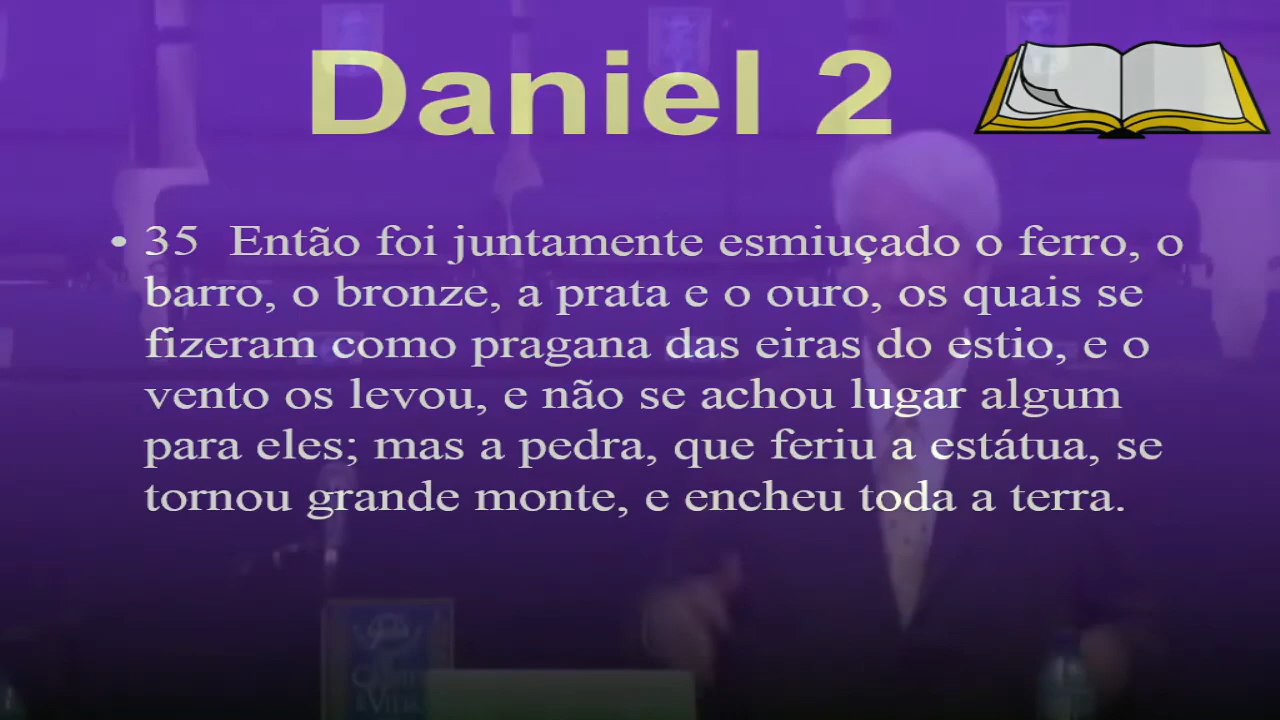 Daniel 2
• 35 Então foi juntamente esmiuçado o ferro, o
barro, o bronze, a prata e o ouro, os quais se
fizeram como pragana das eiras do estio, e o
vento os levou, e não se achou lugar algum
para eles; mas a pedra, que feriu a estátua, se
tornou grande monte, e encheu toda a terra.